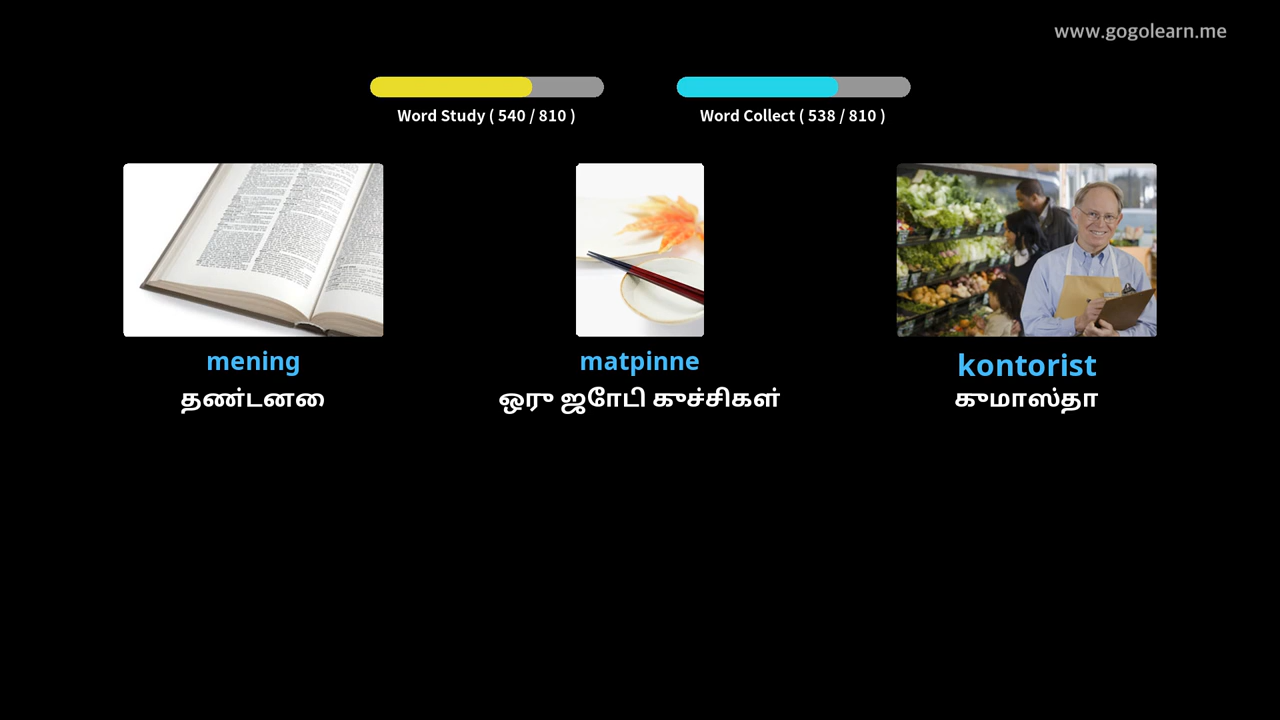 www.gogolearn.me
Word Study ( 540 / 810 )
Word Collect ( 538 / 810 )
mening
matpinne
kontorist
தண்டனை
ஒரு ஜோடி குச்சிகள்
குமாஸ்தா